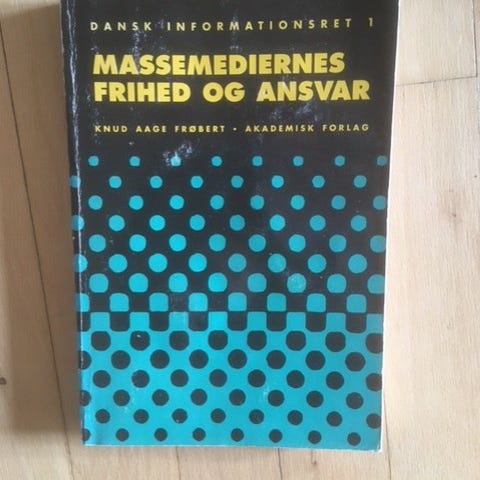 DANSK INFORMATIONSRET 1
MASSEMEDIERNES
FRIHED OG ANSVAR
KNUD AAGE FRØBERT • AKADEMISK FORLAG